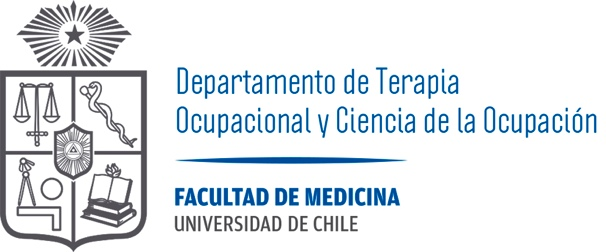 Departamento de Terapia
Ocupacional y Ciencia de la Ocupación
FACULTAD DE MEDICINA
UNIVERSIDAD DE CHILE